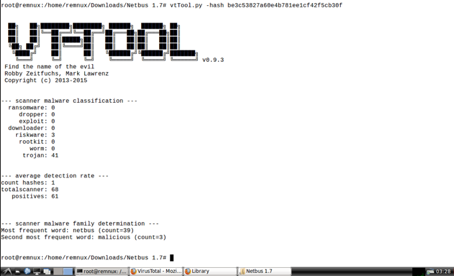 root@remnux:/home/remnux/Downloads/Netbus 1.7# vtTool.py -hash be3c53827a60e4b781ee1cf42f5cb30f
VTTOOL v0.9.3
Find the name of the evil
Robby Zeitfuchs, Mark Lawrenz
Copyright (c) 2013-2015
--- scanner malware classification ---
ransomware: 0
dropper: 0
exploit: 0
downloader: 0
riskware: 3
rootkit: 0
worm: 0
trojan: 41
--- average detection rate ---
count hashes: 1
totalscanner: 68
positives: 61
--- scanner malware family determination ---
Most frequent word: netbus (count=39)
Second most frequent word: malicious (count=3)
root@remnux:/home/remnux/Downloads/Netbus 1.7#
root@remnux: /... VirusTotal - Mozi... Library Netbus 1.7 03:28